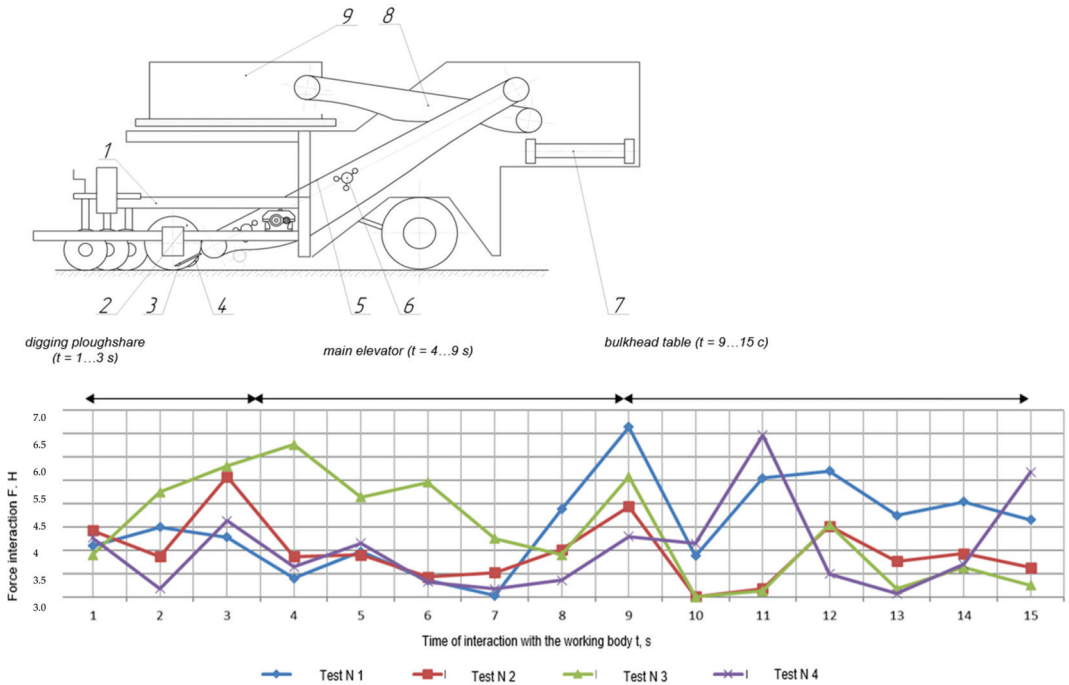 9
8
1
2
3
4
5
6
7
digging ploughshare
(t = 1…3 s)
main elevator (t = 4…9 s)
bulkhead table (t = 9…15 c)
7.0
6.5
6.0
5.5
4.5
4
3.5
3.0
Force interaction F. H
1 2 3 4 5 6 7 8 9 10 11 12 13 14 15
Time of interaction with the working body t, s
Test N 1 Test N 2 Test N 3 Test N 4